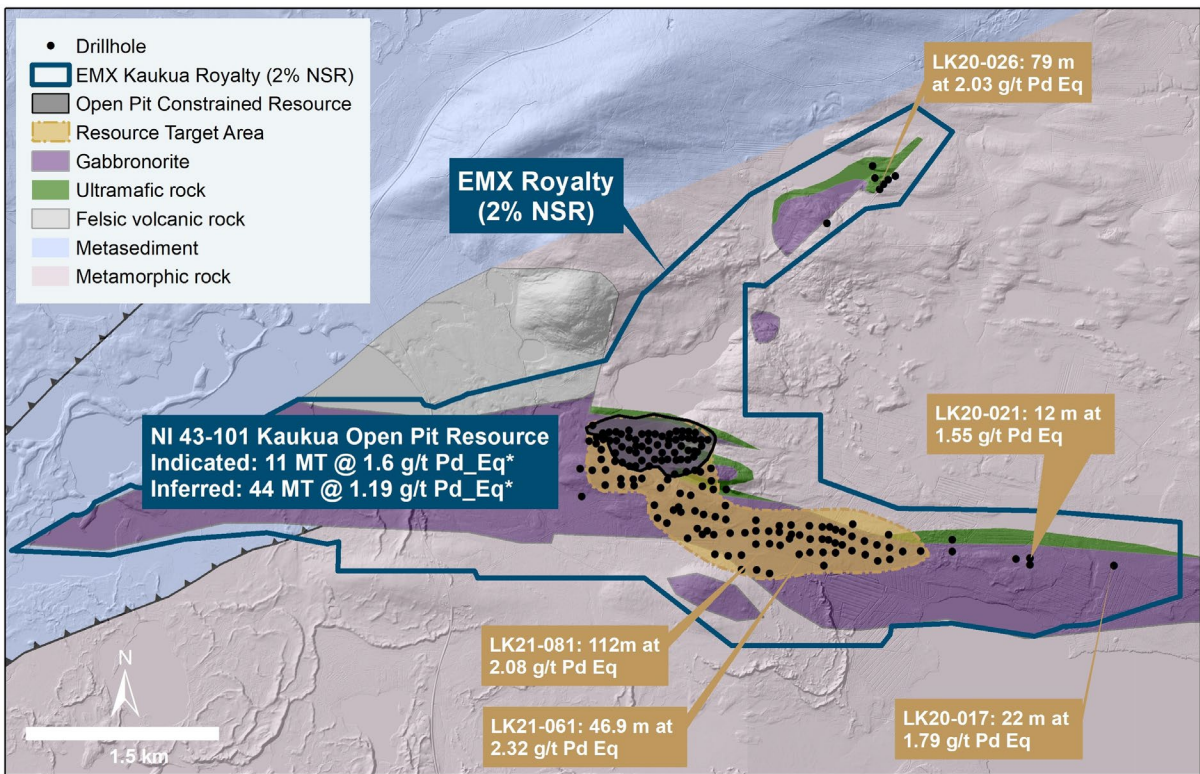 Drillhole
EMX Kaukua Royalty (2% NSR)
Open Pit Constrained Resource
Resource Target Area
Gabbronorite
Ultramafic rock
Felsic volcanic rock
Metasediment
Metamorphic rock
LK20-026: 79 m
at 2.03 g/t Pd Eq
EMX Royalty
(2% NSR)
NI 43-101 Kaukua Open Pit Resource
Indicated: 11 MT @ 1.6 g/t Pd_Eq*
Inferred: 44 MT @ 1.19 g/t Pd_Eq*
LK20-021: 12 m at
1.55 g/t Pd Eq
LK21-081: 112m at
2.08 g/t Pd Eq
LK21-061: 46.9 m at
2.32 g/t Pd Eq
LK20-017: 22 m at
1.79 g/t Pd Eq
N
1.5 km